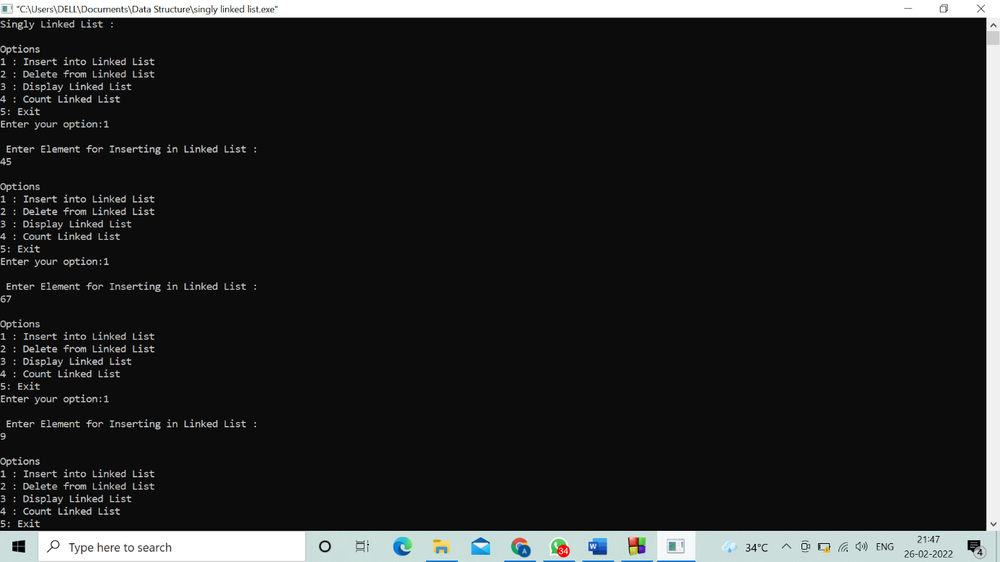 "C:\Users\DELL\Documents\Data Structure\singly linked list.exe"
Singly Linked List :
Options
1 : Insert into Linked List
2 : Delete from Linked List
3 : Display Linked List
4 : Count Linked List
5: Exit
Enter your option:1
Enter Element for Inserting in Linked List :
45
Options
1 : Insert into Linked List
2 : Delete from Linked List
3 : Display Linked List
4 : Count Linked List
5: Exit
Enter your option:1
Enter Element for Inserting in Linked List :
67
Options
1 : Insert into Linked List
2 : Delete from Linked List
3 : Display Linked List
4 : Count Linked List
5: Exit
Enter your option:1
Enter Element for Inserting in Linked List :
9
Options
1 : Insert into Linked List
2 : Delete from Linked List
3 : Display Linked List
4 : Count Linked List
5: Exit
Type here to search
A
34
W
34°C
ENG
21:47
26-02-2022
4